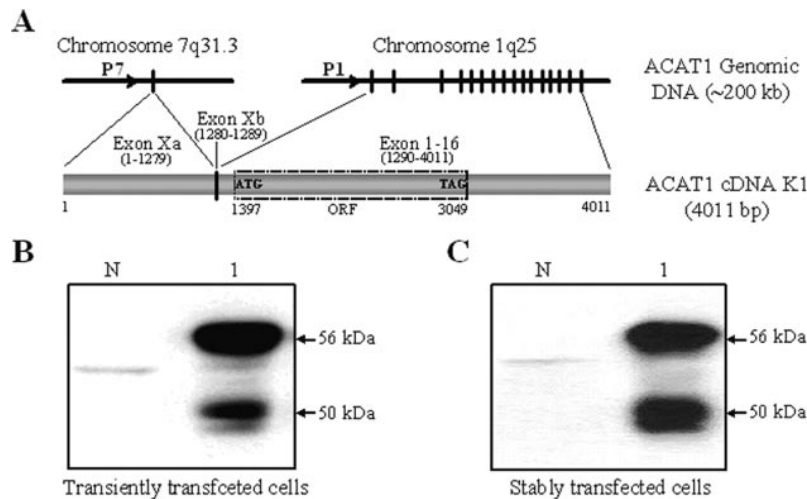 A
Chromosome 7q31.3
Chromosome 1q25
P7
P1
ACAT1 Genomic
DNA (~200 kb)
Exon Xb
(1280-1289)
Exon Xa
(1-1279)
Exon 1-16
(1290-4011)
ATG
TAG
ACAT1 cDNA K1
(4011 bp)
1
1397
ORF
3049
4011
B
N
1
56 kDa
50 kDa
Transiently transfceted cells
C
N
1
56 kDa
50 kDa
Stably transfected cells